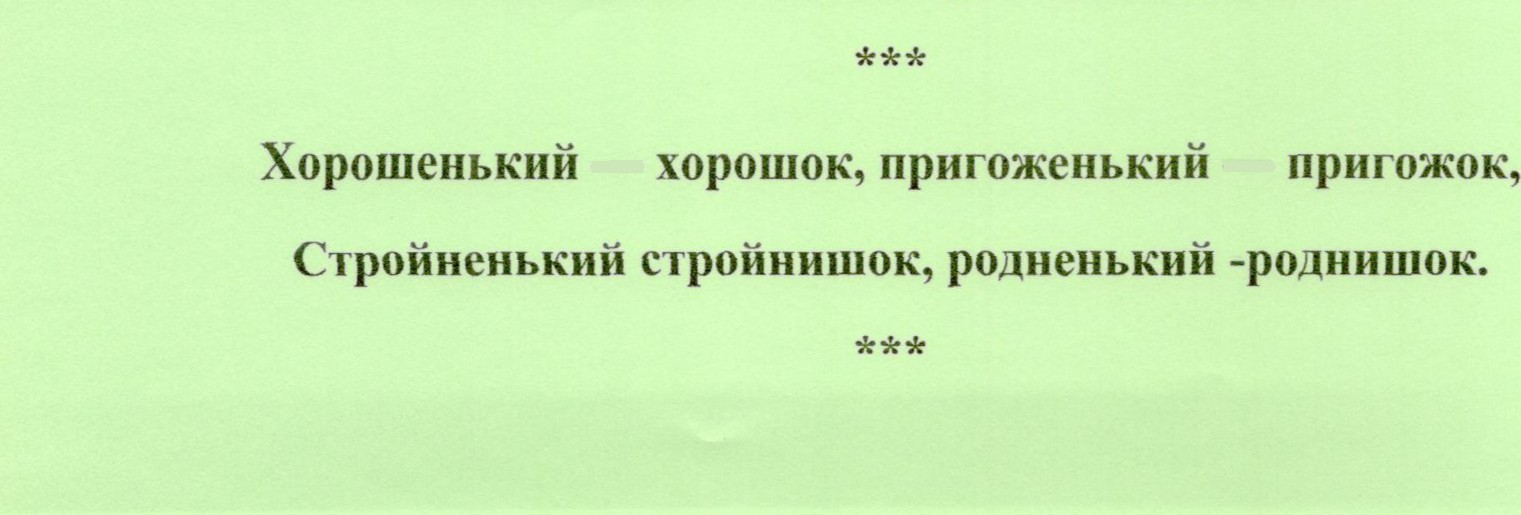 ***
Хорошенький — хорошок, пригоженький — пригожок,
Стройненький стройнишок, родненький -роднишок.
***